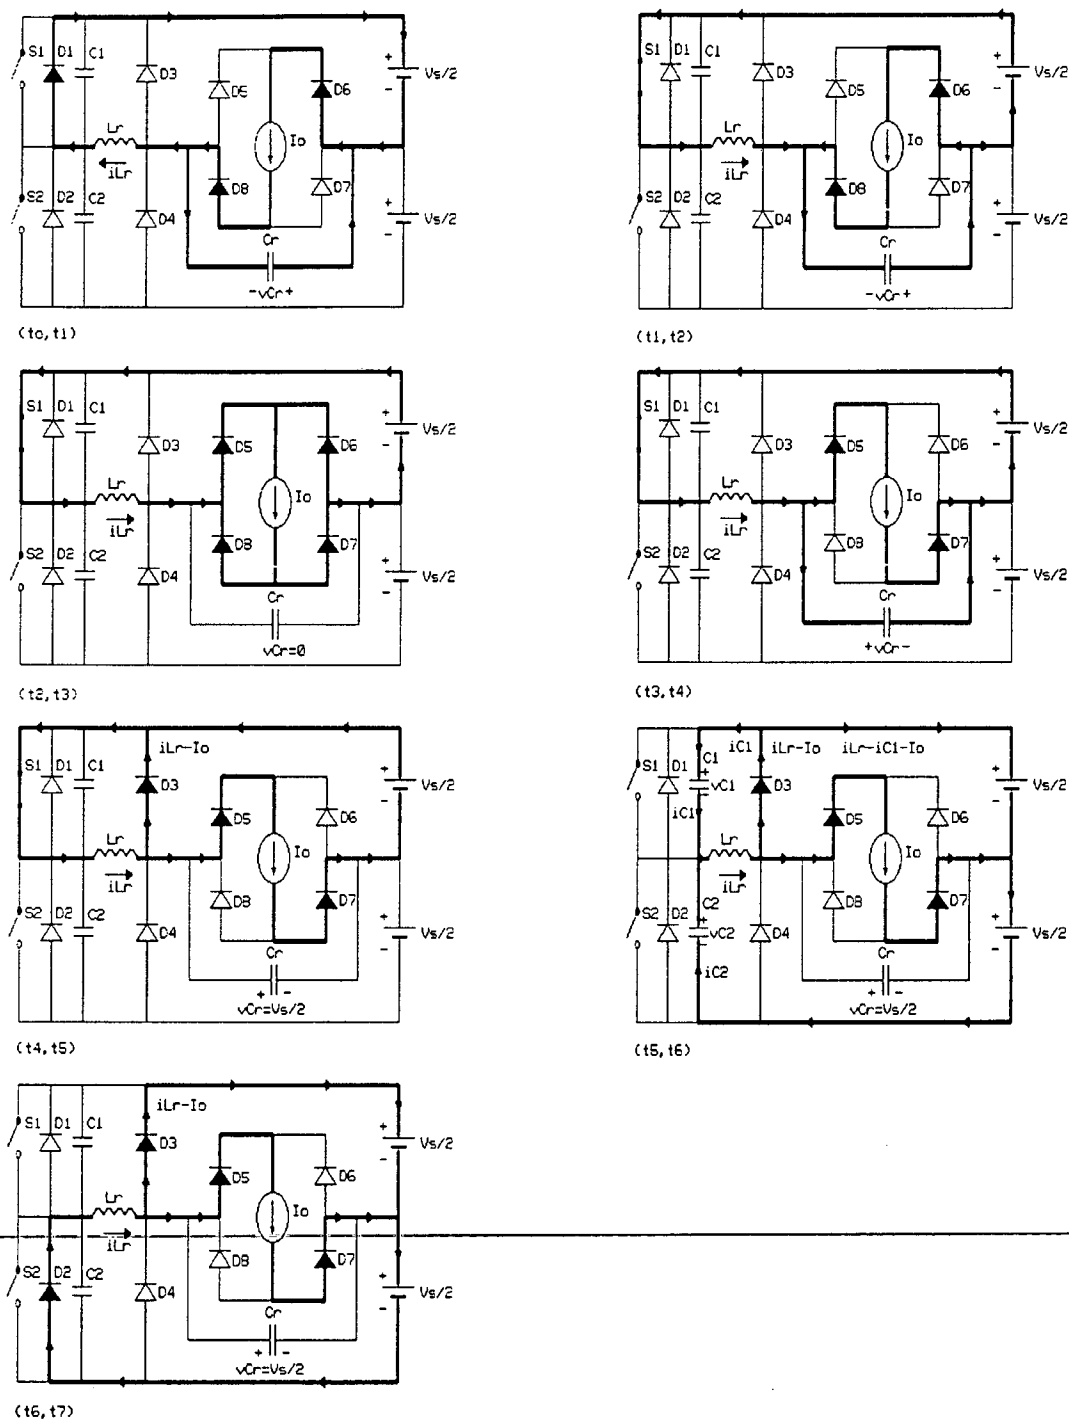 S1 D1 C1 D3 D5 D6 + Vs/2 -
Lr Io
iLr
S2 D2 C2 D4 D8 D7 + Vs/2 -
Cr
-vCr+
(to,t1)
S1 D1 C1 D3 D5 D6 + Vs/2 -
Lr Io
iLr
S2 D2 C2 D4 D8 D7 + Vs/2 -
Cr
-vCr+
(t1,t2)
S1 D1 C1 D3 D5 D6 + Vs/2 -
Lr Io
iLr
S2 D2 C2 D4 D8 D7 + Vs/2 -
Cr
vCr=0
(t2,t3)
S1 D1 C1 D3 D5 D6 + Vs/2 -
Lr Io
iLr
S2 D2 C2 D4 D8 D7 + Vs/2 -
Cr
+vCr-
(t3,t4)
iLr-Io
S1 D1 C1 D3 D5 D6 + Vs/2 -
Lr Io
iLr
S2 D2 C2 D4 D8 D7 + Vs/2 -
Cr
+ -
vCr=Vs/2
(t4,t5)
iC1 iLr-Io iLr-iC1-Io
S1 D1 C1 + vC1 - D3 D5 D6 + Vs/2 -
iC1
Lr Io
iLr
S2 D2 C2 + vC2 - D4 D8 D7 + Vs/2 -
iC2
Cr
+ -
vCr=Vs/2
(t5,t6)
iLr-Io
S1 D1 C1 D3 D5 D6 + Vs/2 -
Lr Io
iLr
S2 D2 C2 D4 D8 D7 + Vs/2 -
Cr
+ -
vCr=Vs/2
(t6,t7)